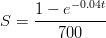 S = \frac{1 - e^{-0.04t}}{700}